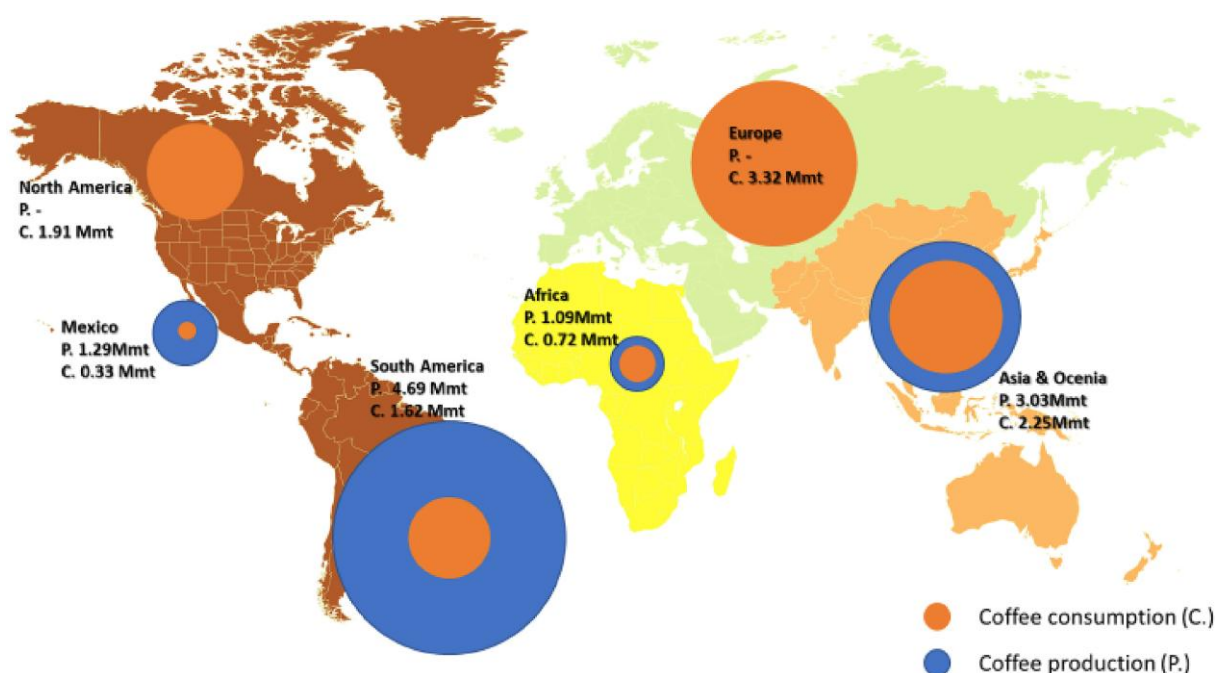 North America
P. -
C. 1.91 Mmt
Mexico
P. 1.29Mmt
C. 0.33 Mmt
South America
P. 4.69 Mmt
C. 1.62 Mmt
Europe
P. -
C. 3.32 Mmt
Africa
P. 1.09Mmt
C. 0.72 Mmt
Asia & Ocenia
P. 3.03Mmt
C. 2.25Mmt
Coffee consumption (C.)
Coffee production (P.)